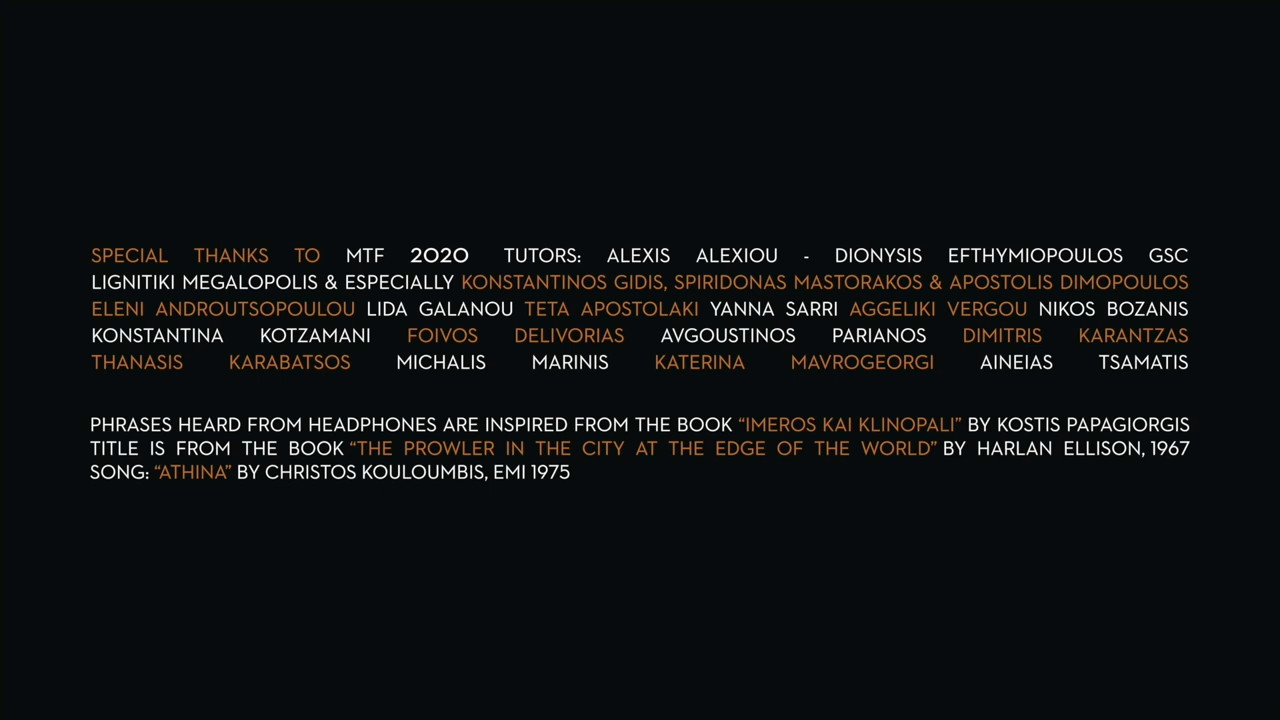 SPECIAL THANKS TO MTF 2020 TUTORS: ALEXIS ALEXIOU - DIONYSIS EFTHYMIOPOULOS GSC
LIGNITIKI MEGALOPOLIS & ESPECIALLY KONSTANTINOS GIDIS, SPIRIDONAS MASTORAKOS & APOSTOLIS DIMOPOULOS
ELENI ANDROUTSOPOULOU LIDA GALANOU TETA APOSTOLAKI YANNA SARRI AGGELIKI VERGOU NIKOS BOZANIS
KONSTANTINA KOTZAMANI FOIVOS DELIVORIAS AVGOUSTINOS PARIANOS DIMITRIS KARANTZAS
THANASIS KARABATSOS MICHALIS MARINIS KATERINA MAVROGEORGI AINEIAS TSAMATIS
PHRASES HEARD FROM HEADPHONES ARE INSPIRED FROM THE BOOK “IMEROS KAI KLINOPALI” BY KOSTIS PAPAGIORGIS
TITLE IS FROM THE BOOK “THE PROWLER IN THE CITY AT THE EDGE OF THE WORLD” BY HARLAN ELLISON, 1967
SONG: “ATHINA” BY CHRISTOS KOULOUMBIS, EMI 1975